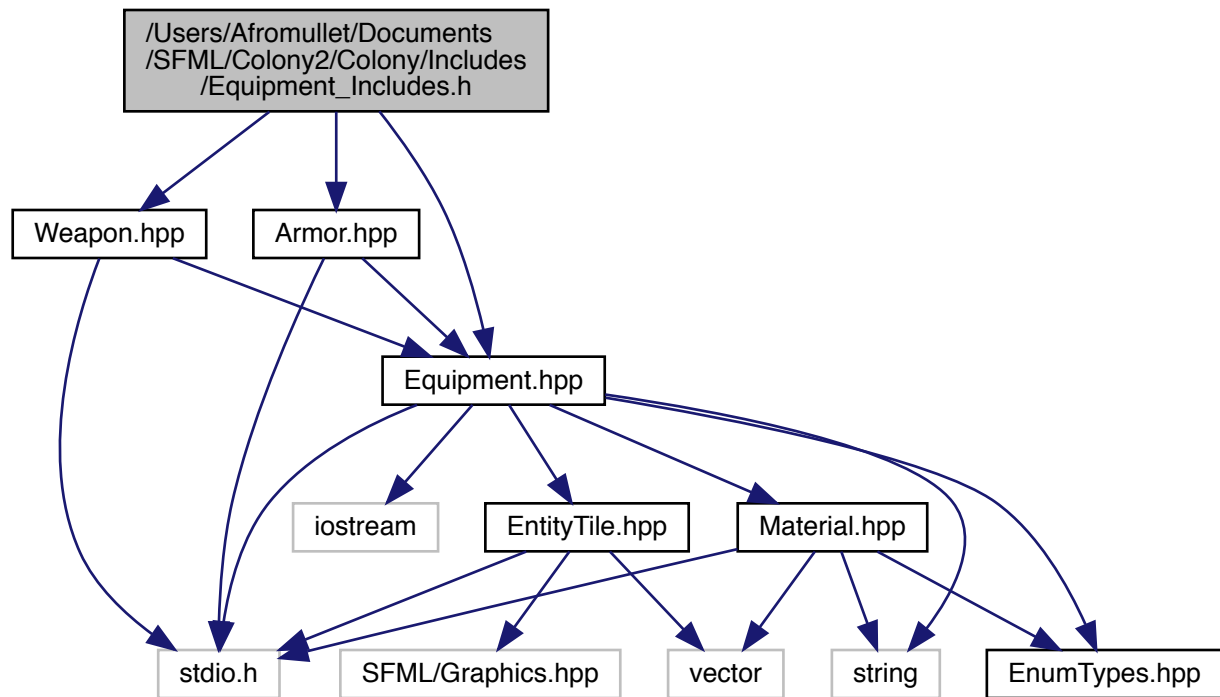 /Users/Afromullet/Documents
/SFML/Colony2/Colony/Includes
/Equipment_Includes.h
Weapon.hpp
Armor.hpp
Equipment.hpp
iostream
EntityTile.hpp
Material.hpp
stdio.h
SFML/Graphics.hpp
vector
string
EnumTypes.hpp